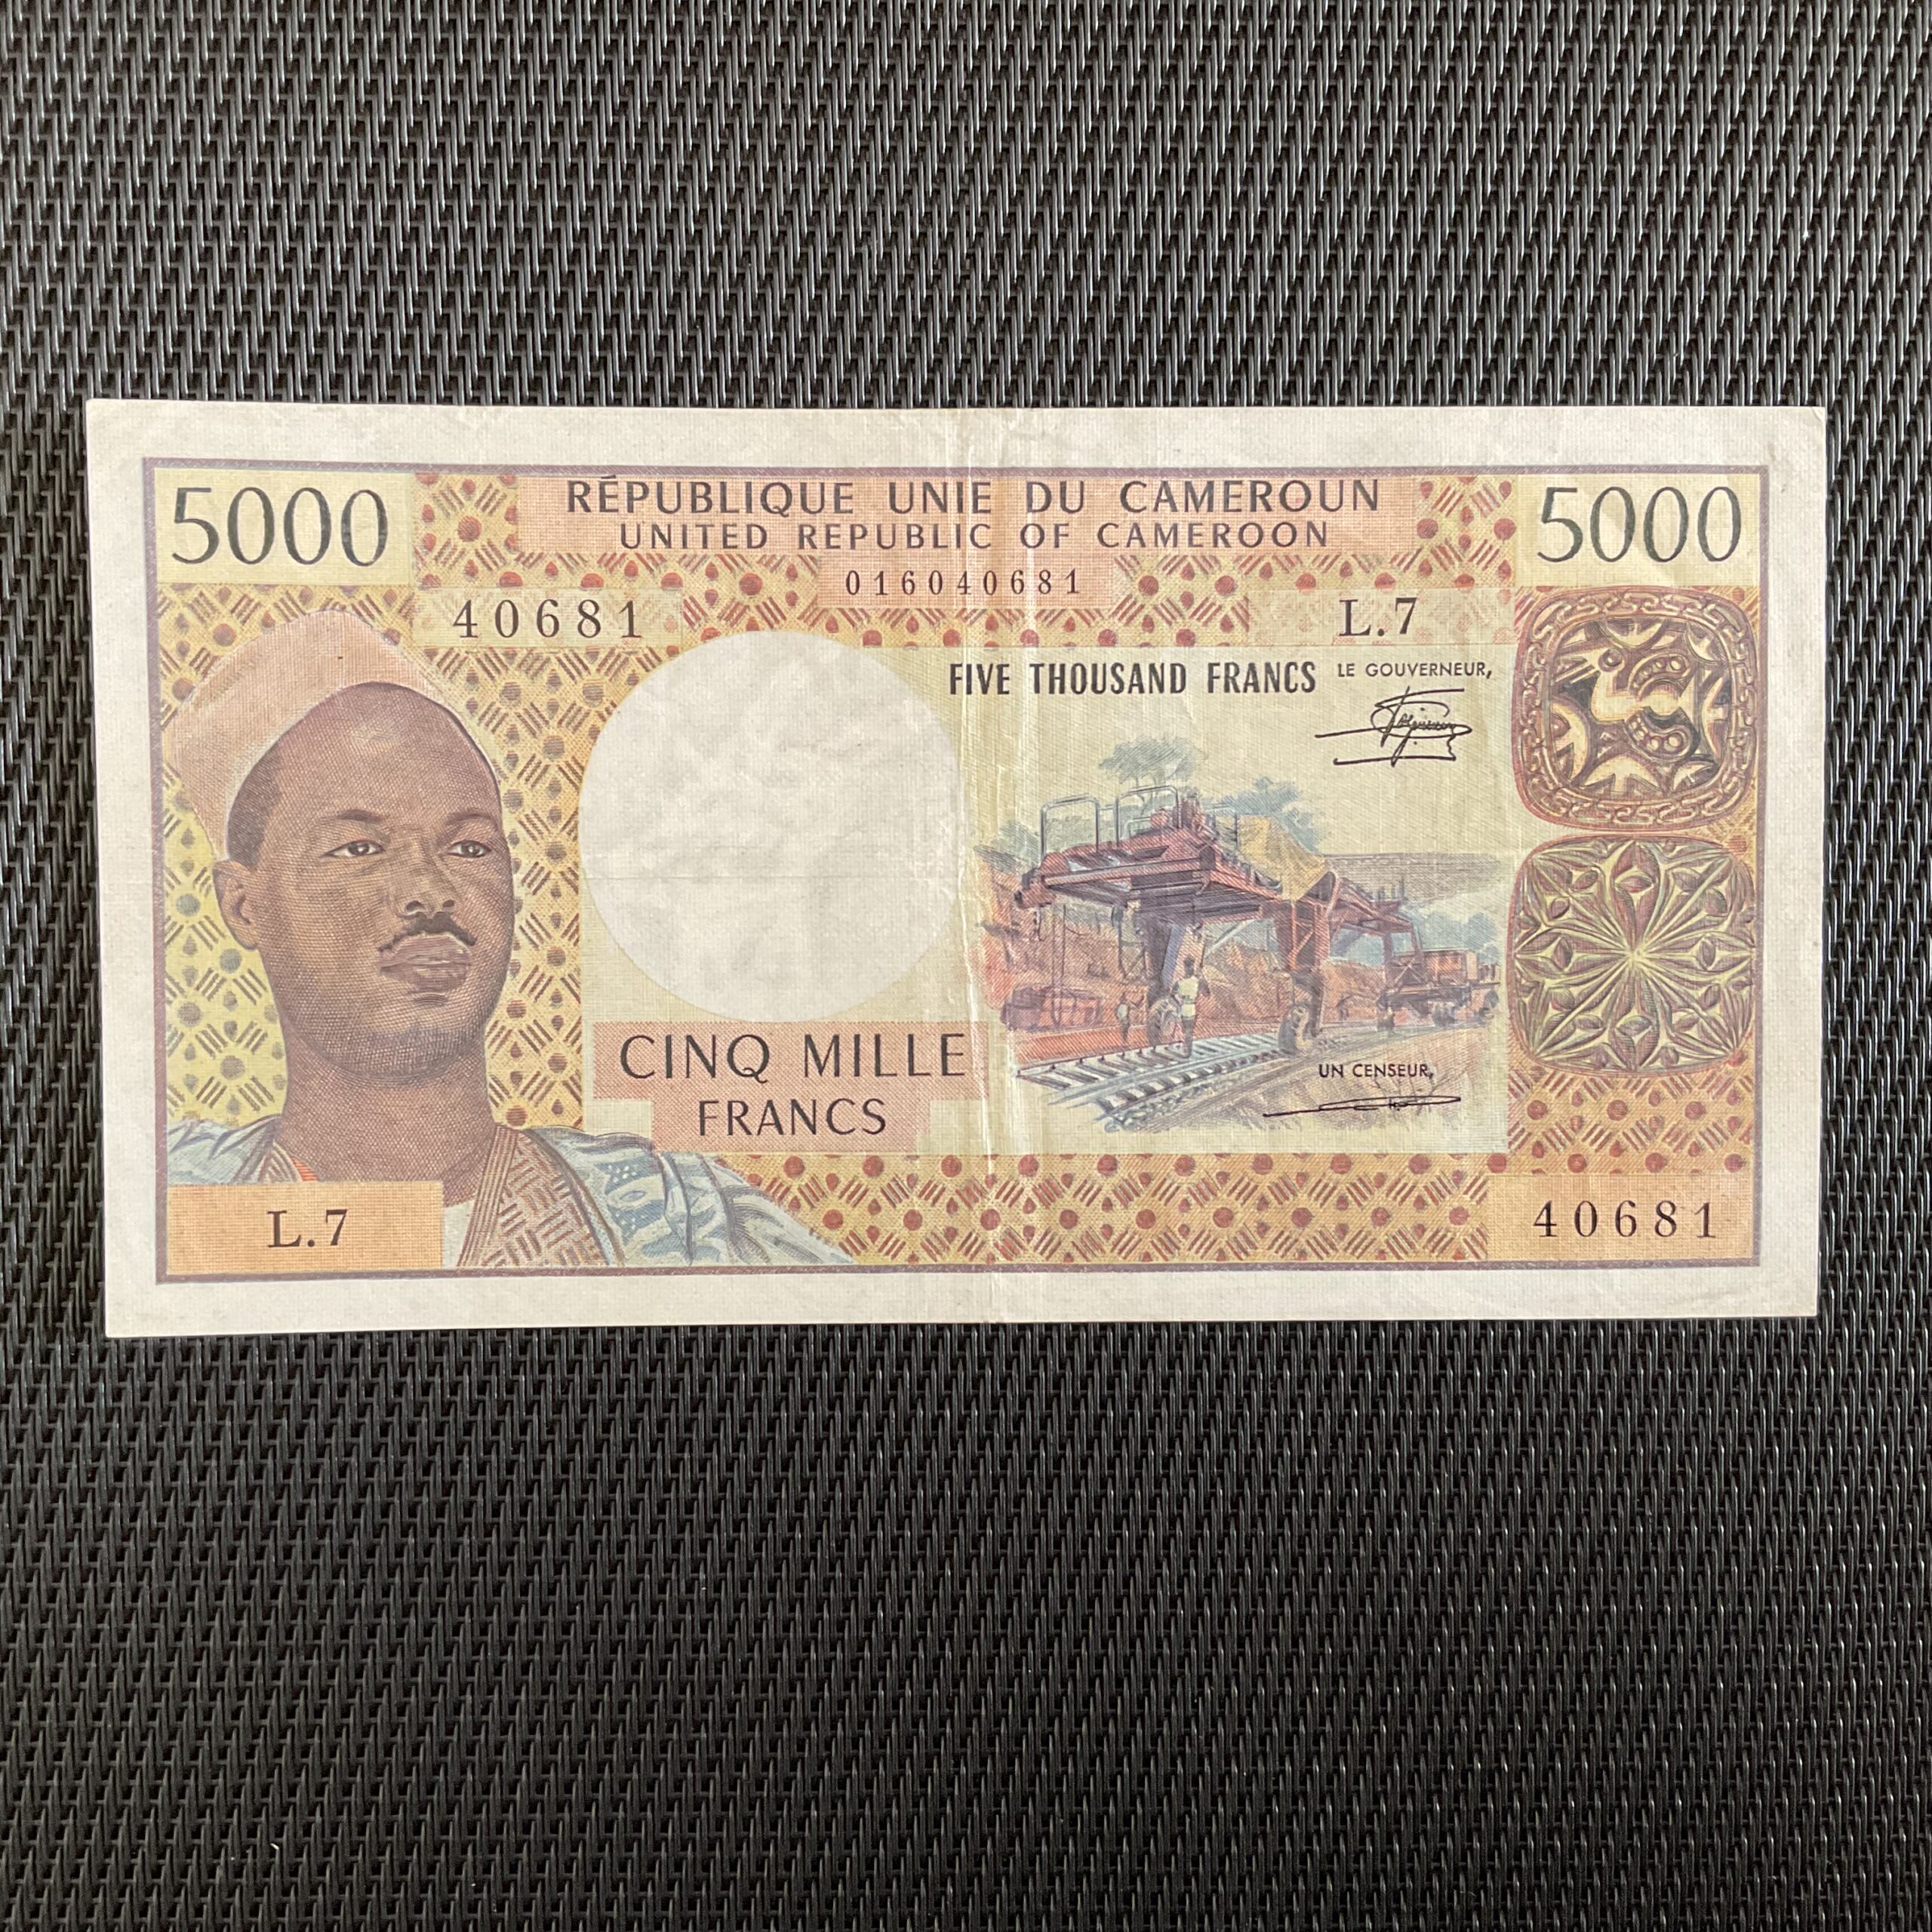 5000
RÉPUBLIQUE UNIE DU CAMEROUN
5000
UNITED REPUBLIC OF CAMEROON
016040681
40681
L.7
FIVE THOUSAND FRANCS
LE GOUVERNEUR,
CINQ MILLE
FRANCS
UN CENSEUR,
L.7
40681